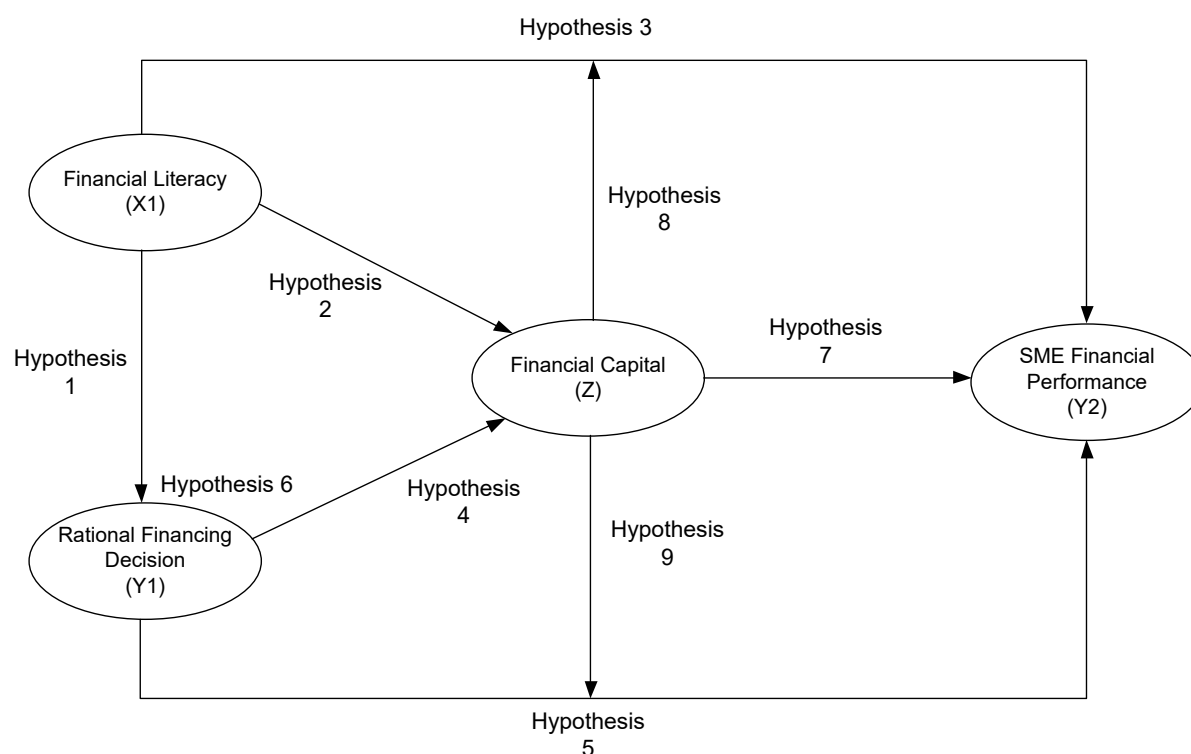 Hypothesis 3
Financial Literacy
(X1)
Hypothesis
8
Hypothesis
2
Hypothesis
1
Financial Capital
(Z)
Hypothesis
7
SME Financial
Performance
(Y2)
Hypothesis 6
Hypothesis
4
Rational Financing
Decision
(Y1)
Hypothesis
9
Hypothesis
5